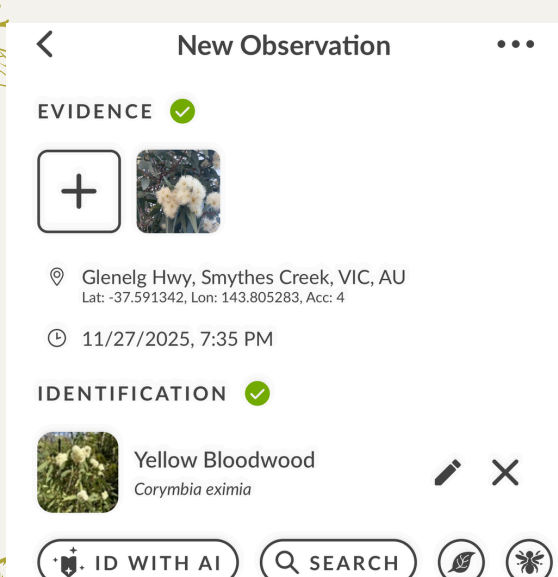 New Observation
EVIDENCE
Glenelg Hwy, Smythes Creek, VIC, AU
Lat: -37.591342, Lon: 143.805283, Acc: 4
11/27/2025, 7:35 PM
IDENTIFICATION
Yellow Bloodwood
Corymbia eximia
ID WITH AI
SEARCH